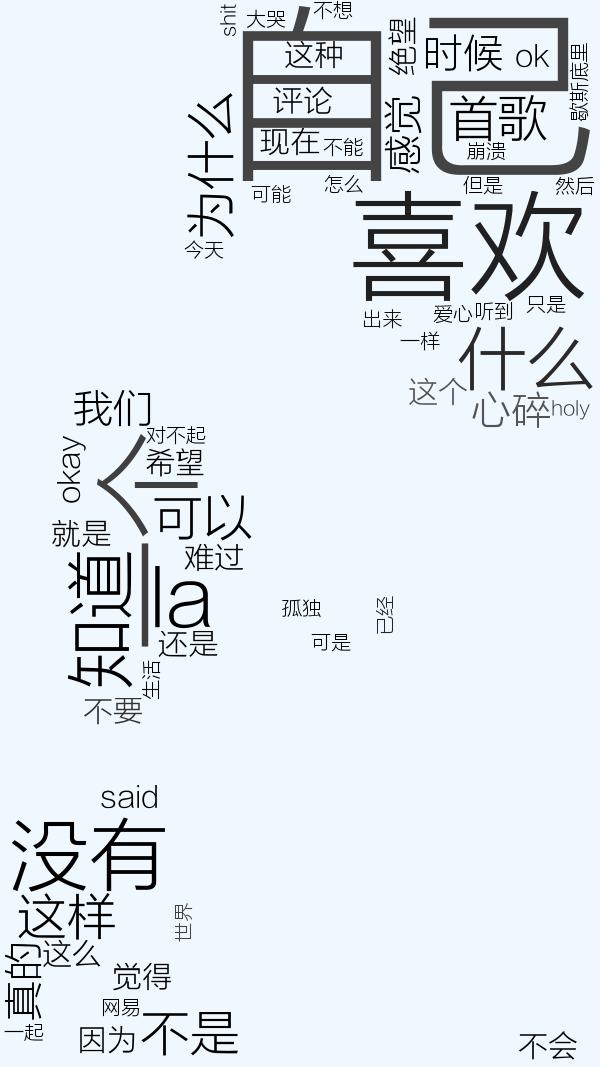 shit
大哭
不想
自己
这种
绝望
时候
ok
歇斯底里
评论
首歌
为什么
现在
不能
感觉
崩溃
可能
怎么
但是
然后
今天
喜欢
出来
爱心
听到
只是
一样
什么
这个
心碎
holy
我们
对不起
okay
一个
希望
可以
就是
难过
知道
la
孤独
已经
还是
可是
生活
不要
said
没有
这样
世界
真的
这么
觉得
网易
一起
因为
不是
不会